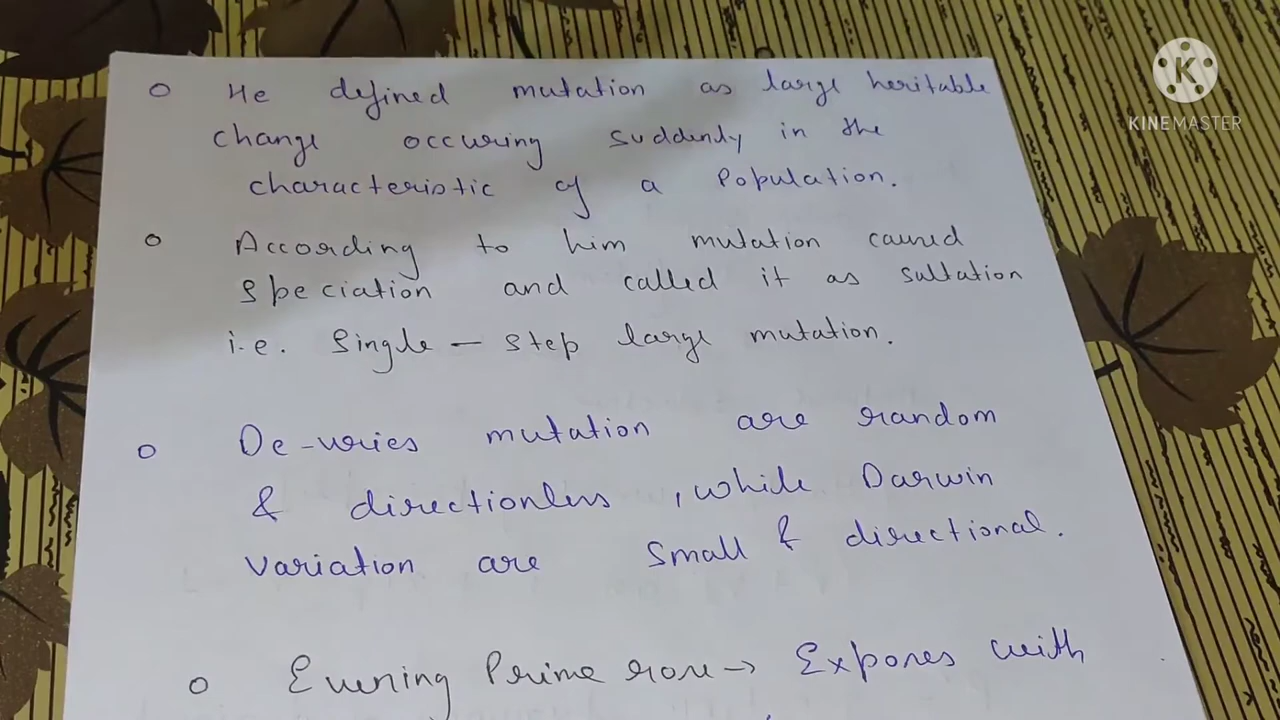 He defined mutation as large heritable
change occuring suddenly in the
characteristic of a Population.
According to him mutation caused
speciation and called it as saltation
i.e. Single - step large mutation.
De-vries mutation are random
& directionless, while Darwin
variation are small & directional.
Evening Prime rose → Exposes with
K
KINEMASTER